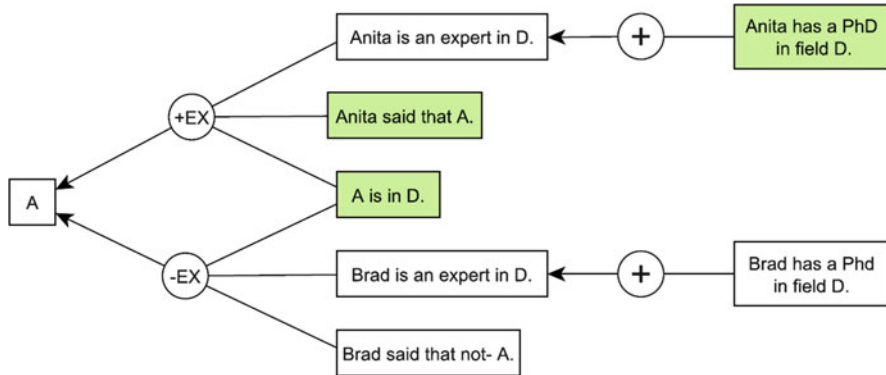 Anita is an expert in D.
+
Anita has a PhD
in field D.
+EX
Anita said that A.
A
A is in D.
-EX
Brad is an expert in D.
+
Brad has a Phd
in field D.
Brad said that not- A.